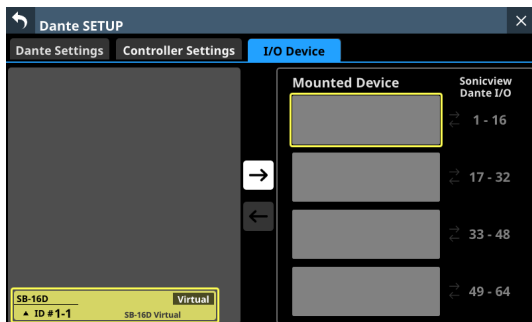 Dante SETUP
Dante Settings Controller Settings I/O Device
Mounted Device
Sonicview
Dante I/O
1 - 16
17 - 32
33 - 48
49 - 64
SB-16D Virtual
ID #1-1 SB-16D Virtual